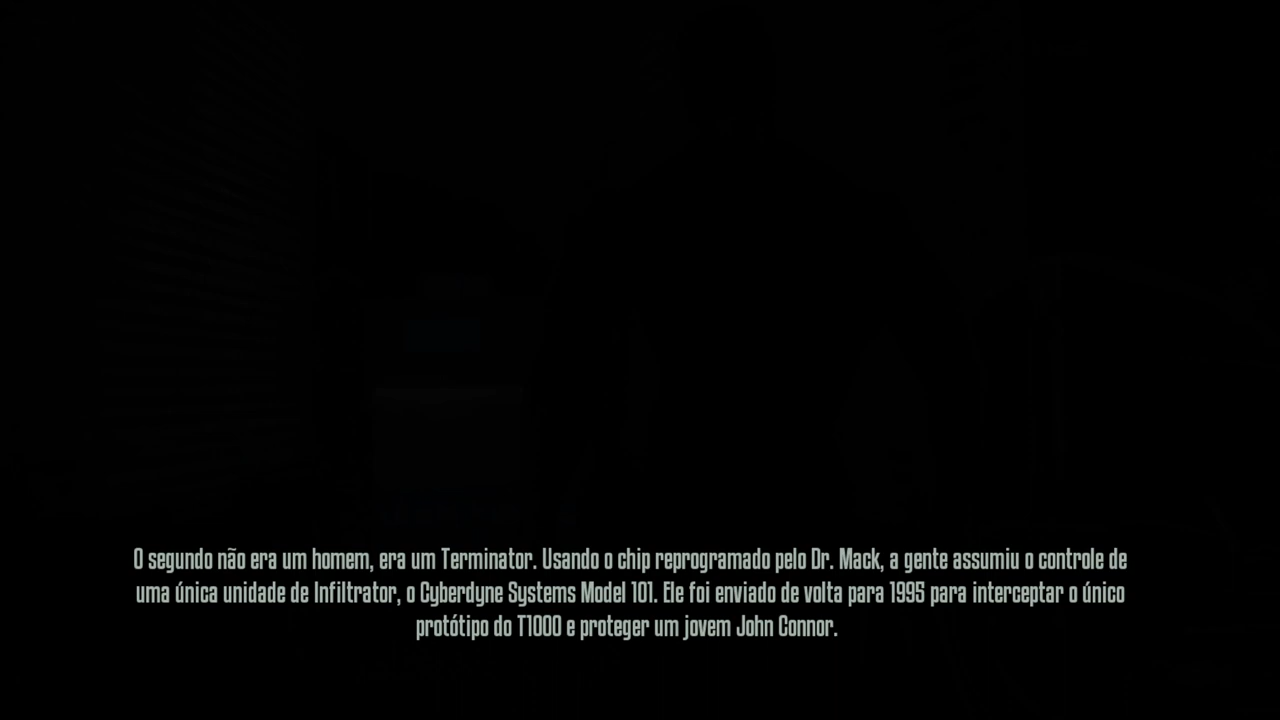 O segundo não era um homem, era um Terminator. Usando o chip reprogramado pelo Dr. Mack, a gente assumiu o controle de
uma única unidade de Infiltrator, o Cyberdyne Systems Model 101. Ele foi enviado de volta para 1995 para interceptar o único
protótipo do T1000 e proteger um jovem John Connor.